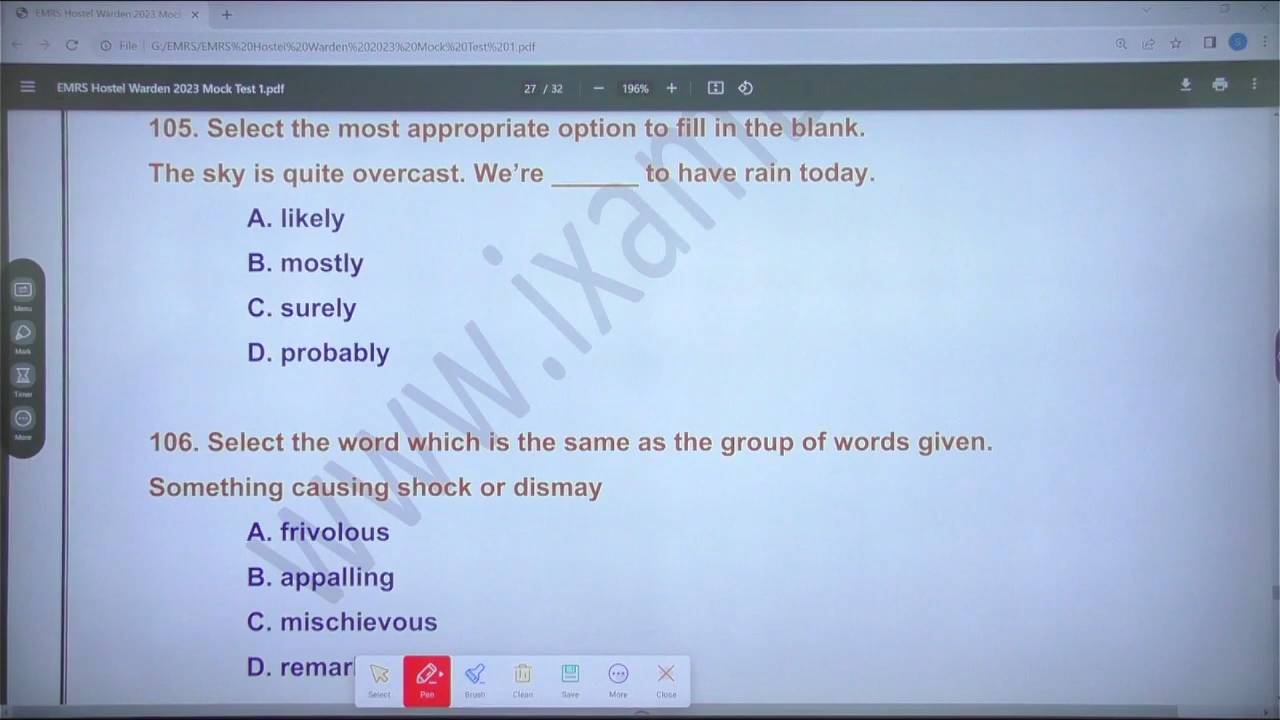 EMRS Hostel Warden 2023 Moc
File G:/EMRS/EMRS%20Hostel%20Warden%202023%20Mock%20Test%201.pdf
EMRS Hostel Warden 2023 Mock Test 1.pdf 27 / 32 196%
105. Select the most appropriate option to fill in the blank.
The sky is quite overcast. We're ______ to have rain today.
A. likely
B. mostly
C. surely
D. probably
106. Select the word which is the same as the group of words given.
Something causing shock or dismay
A. frivolous
B. appalling
C. mischievous
D. remar
www.ixam
Menu
Mark
Timer
More
Select Pen Brush Clean Save More Close